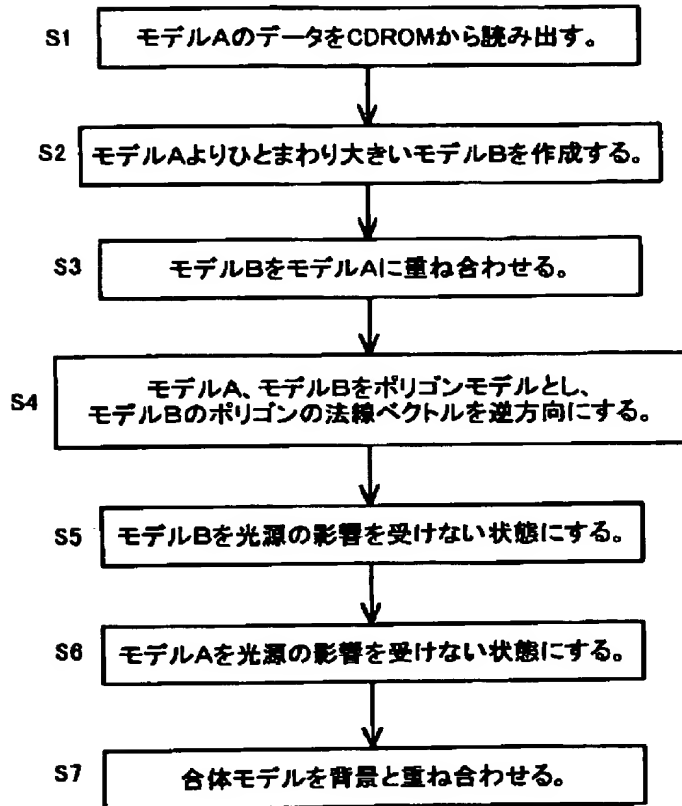 S1 モデルAのデータをCDROMから読み出す。
S2 モデルAよりひとまわり大きいモデルBを作成する。
S3 モデルBをモデルAに重ね合わせる。
S4 モデルA、モデルBをポリゴンモデルとし、
モデルBのポリゴンの法線ベクトルを逆方向にする。
S5 モデルBを光源の影響を受けない状態にする。
S6 モデルAを光源の影響を受けない状態にする。
S7 合体モデルを背景と重ね合わせる。